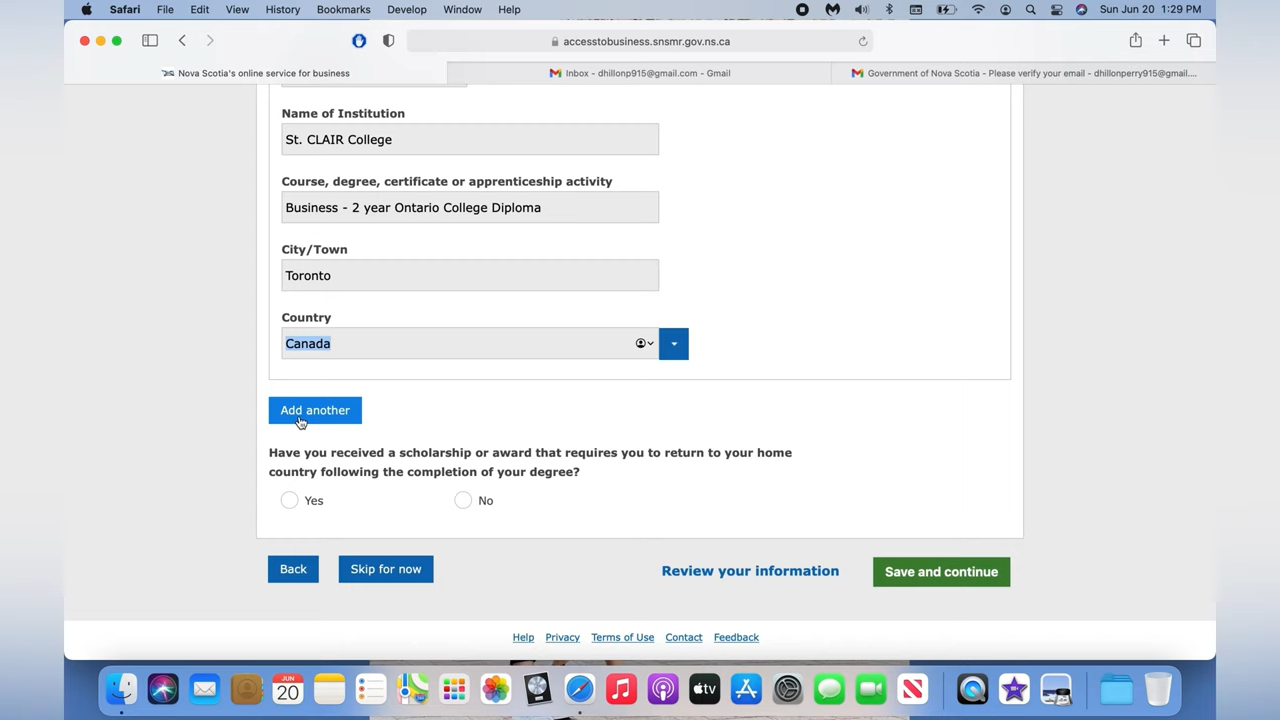 Safari File Edit View History Bookmarks Develop Window Help Sun Jun 20 1:29 PM
accesstobusiness.snsmr.gov.ns.ca
Nova Scotia's online service for business Inbox - dhillonp915@gmail.com - Gmail Government of Nova Scotia - Please verify your email - dhillonperry915@gmail....
Name of Institution
St. CLAIR College
Course, degree, certificate or apprenticeship activity
Business - 2 year Ontario College Diploma
City/Town
Toronto
Country
Canada
Add another
Have you received a scholarship or award that requires you to return to your home
country following the completion of your degree?
Yes No
Back Skip for now Review your information Save and continue
Help Privacy Terms of Use Contact Feedback
JUN
20
tv